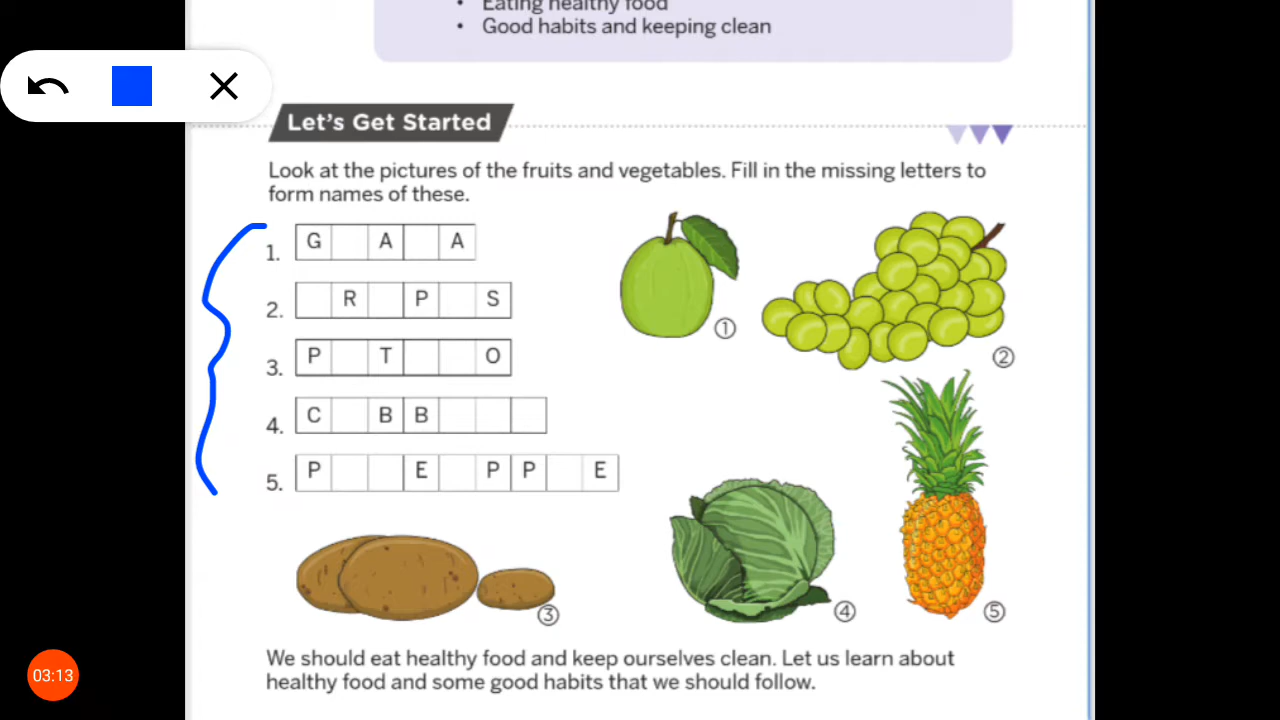 • Eating healthy food
• Good habits and keeping clean
Let's Get Started
Look at the pictures of the fruits and vegetables. Fill in the missing letters to
form names of these.
1. G A A
2. R P S
3. P T O
4. C B B
5. P E P P E
①
②
③
④
⑤
We should eat healthy food and keep ourselves clean. Let us learn about
healthy food and some good habits that we should follow.
03:13